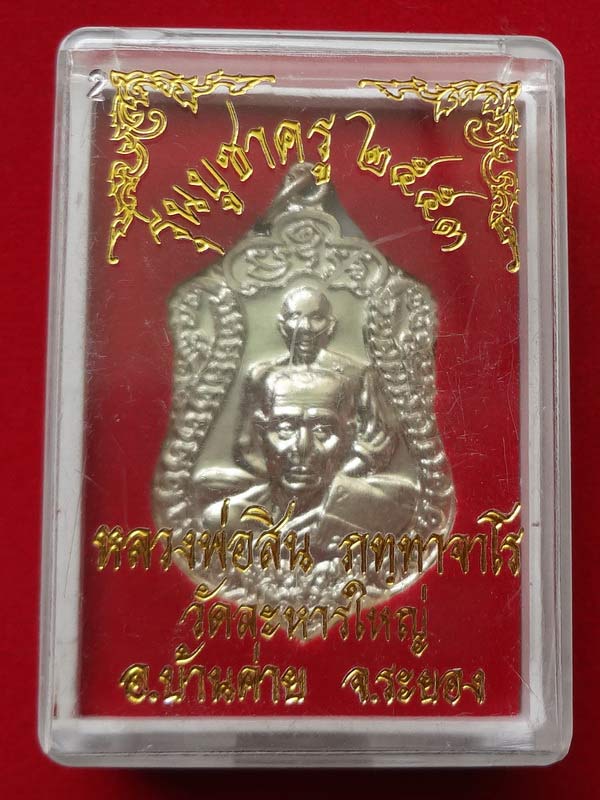 รุ่นบูชาครู ๒๕๕๓
หลวงพ่อสิน ภทฺทาจาโร
วัดละหารใหญ่
อ.บ้านค่าย จ.ระยอง